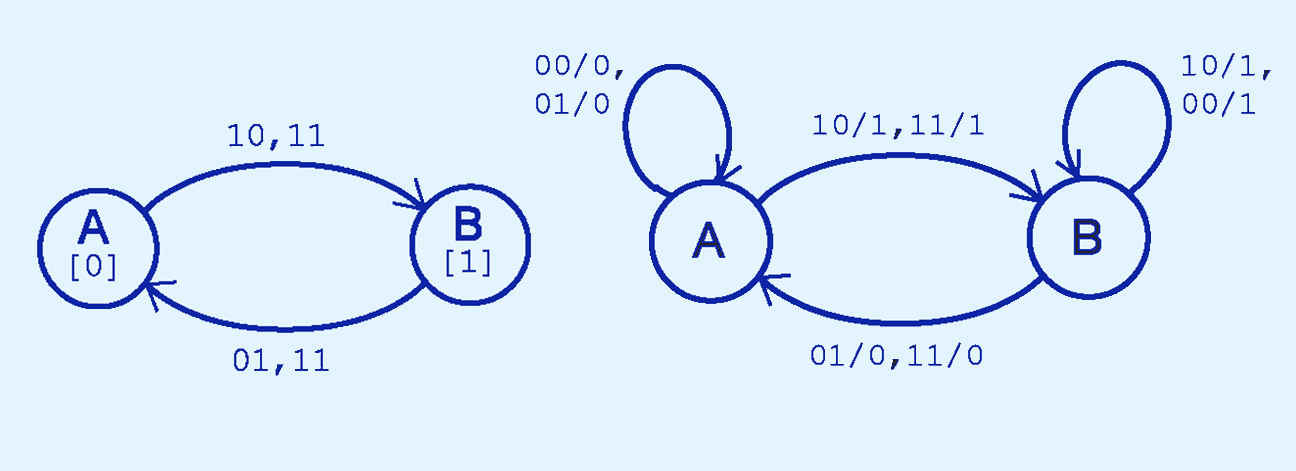 10,11
A
[0]
B
[1]
01,11
00/0,
01/0
10/1,11/1
10/1,
00/1
A
B
01/0,11/0